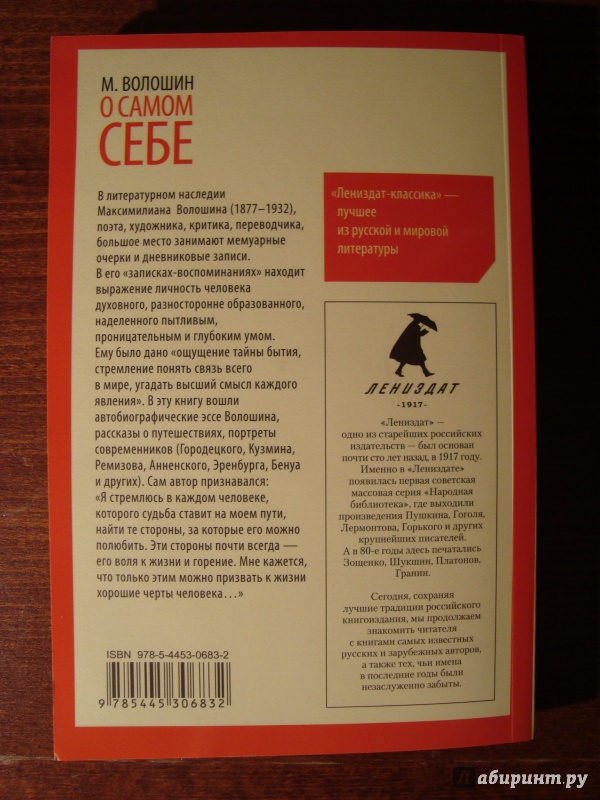 М. ВОЛОШИН
О САМОМ
СЕБЕ
В литературном наследии
Максимилиана Волошина (1877–1932),
поэта, художника, критика, переводчика,
большое место занимают мемуарные
очерки и дневниковые записи.
В его «записках-воспоминаниях» находит
выражение личность человека
духовного, разносторонне образованного,
наделенного пытливым,
проницательным и глубоким умом.
Ему было дано «ощущение тайны бытия,
стремление понять связь всего
в мире, угадать высший смысл каждого
явления». В эту книгу вошли
автобиографические эссе Волошина,
рассказы о путешествиях, портреты
современников (Городецкого, Кузмина,
Ремизова, Анненского, Эренбурга, Бенуа
и других). Сам автор признавался:
«Я стремлюсь в каждом человеке,
которого судьба ставит на моем пути,
найти те стороны, за которые его можно
полюбить. Эти стороны почти всегда —
его воля к жизни и горение. Мне кажется,
что только этим можно призвать к жизни
хорошие черты человека...»
ISBN 978-5-4453-0683-2
9 785445 306832
«Лениздат-классика» —
лучшее
из русской и мировой
литературы
ЛЕНИЗДАТ
-1917-
«Лениздат» —
одно из старейших российских
издательств — был основан
почти сто лет назад, в 1917 году.
Именно в «Лениздате»
появилась первая советская
массовая серия «Народная
библиотека», где выходили
произведения Пушкина, Гоголя,
Лермонтова, Горького и других
крупнейших писателей.
А в 80-е годы здесь печатались
Зощенко, Шукшин, Платонов,
Гранин.
Сегодня, сохраняя
лучшие традиции российского
книгоиздания, мы продолжаем
знакомить читателя
с книгами самых известных
русских и зарубежных авторов,
а также тех, чьи имена
в последние годы были
незаслуженно забыты.
Лабиринт.ру